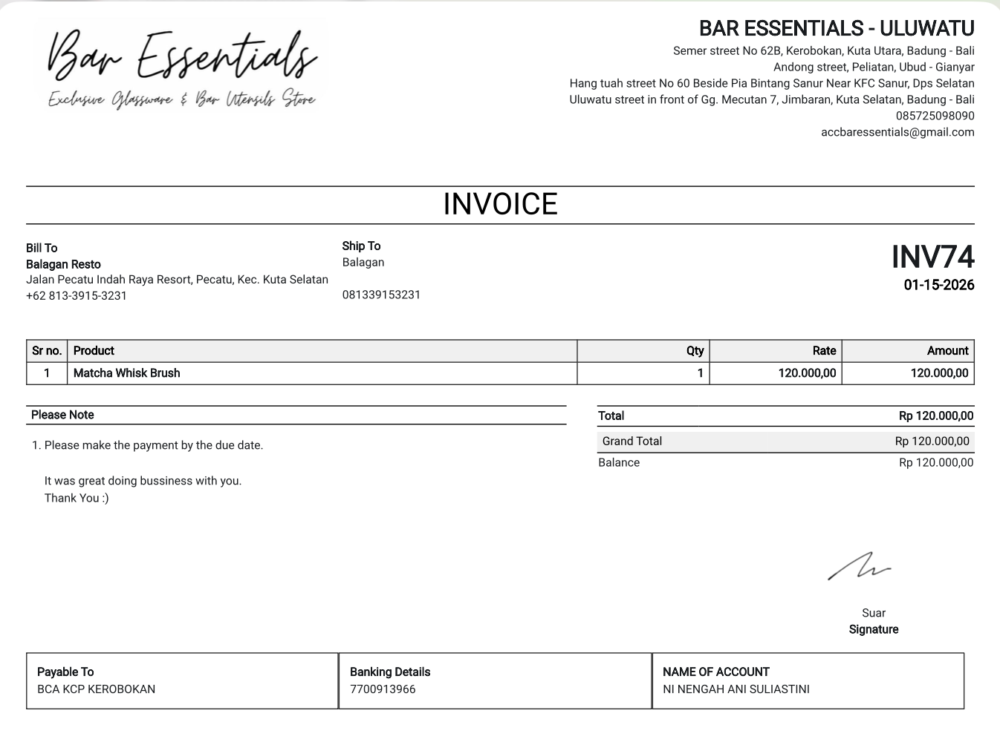 Bar Essentials
Exclusive Glassware & Bar Utensils Store
BAR ESSENTIALS - ULUWATU
Semer street No 62B, Kerobokan, Kuta Utara, Badung - Bali
Andong street, Peliatan, Ubud - Gianyar
Hang tuah street No 60 Beside Pia Bintang Sanur Near KFC Sanur, Dps Selatan
Uluwatu street in front of Gg. Mecutan 7, Jimbaran, Kuta Selatan, Badung - Bali
085725098090
accbaressentials@gmail.com
INVOICE
Bill To
Balagan Resto
Jalan Pecatu Indah Raya Resort, Pecatu, Kec. Kuta Selatan
+62 813-3915-3231
Ship To
Balagan
081339153231
INV74
01-15-2026
Sr no. Product Qty Rate Amount
1 Matcha Whisk Brush 1 120.000,00 120.000,00
Please Note
1. Please make the payment by the due date.
It was great doing bussiness with you.
Thank You :)
Total Rp 120.000,00
Grand Total Rp 120.000,00
Balance Rp 120.000,00
Suar
Signature
Payable To
BCA KCP KEROBOKAN
Banking Details
7700913966
NAME OF ACCOUNT
NI NENGAH ANI SULIASTINI